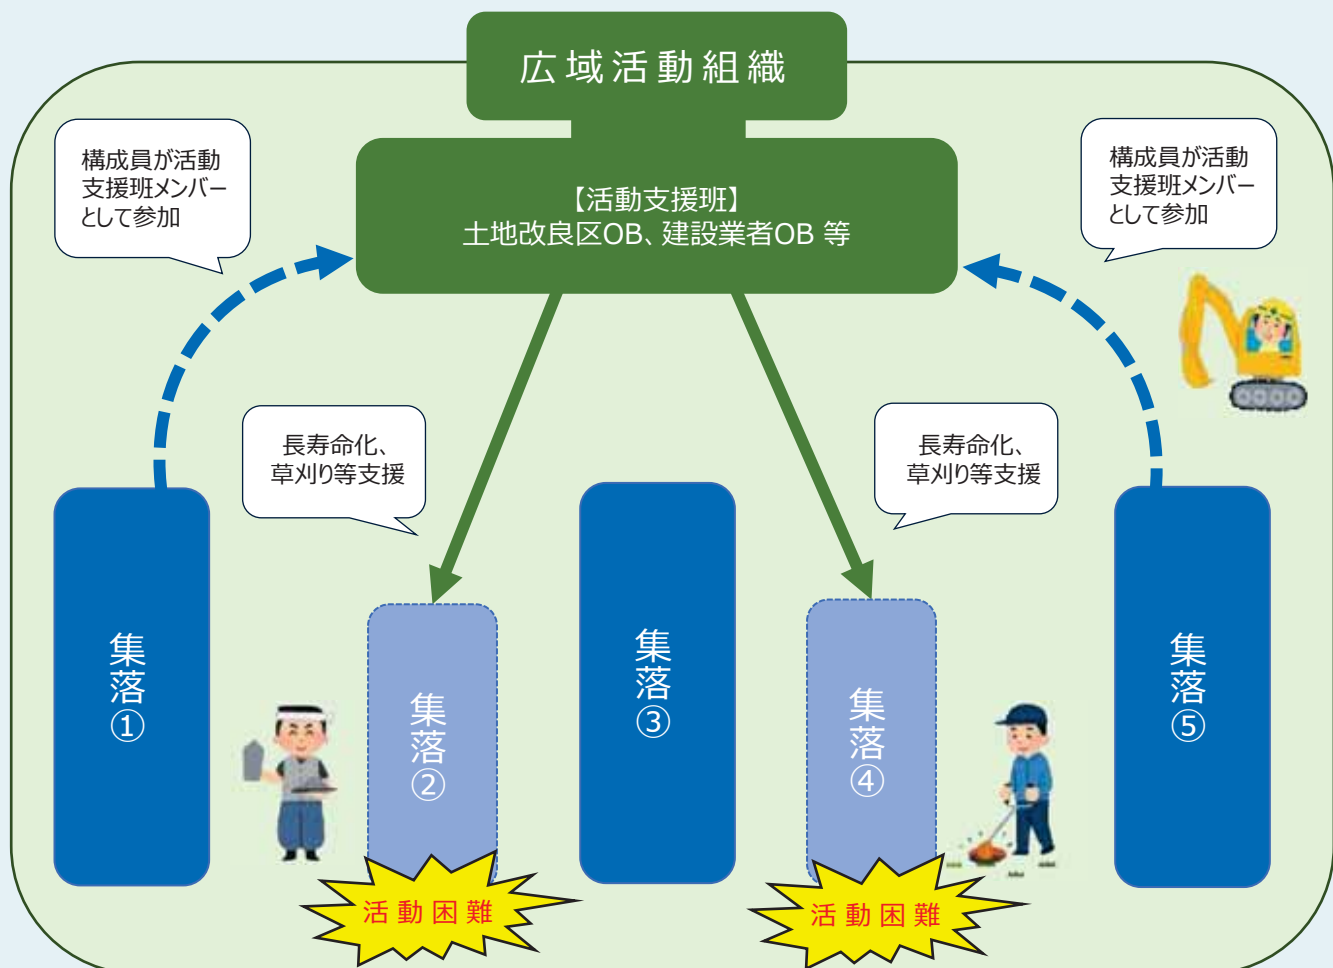 広域活動組織
【活動支援班】
土地改良区OB、建設業者OB 等
構成員が活動
支援班メンバー
として参加
構成員が活動
支援班メンバー
として参加
長寿命化、
草刈り等支援
長寿命化、
草刈り等支援
集落①
集落②
集落③
集落④
集落⑤
活動困難
活動困難